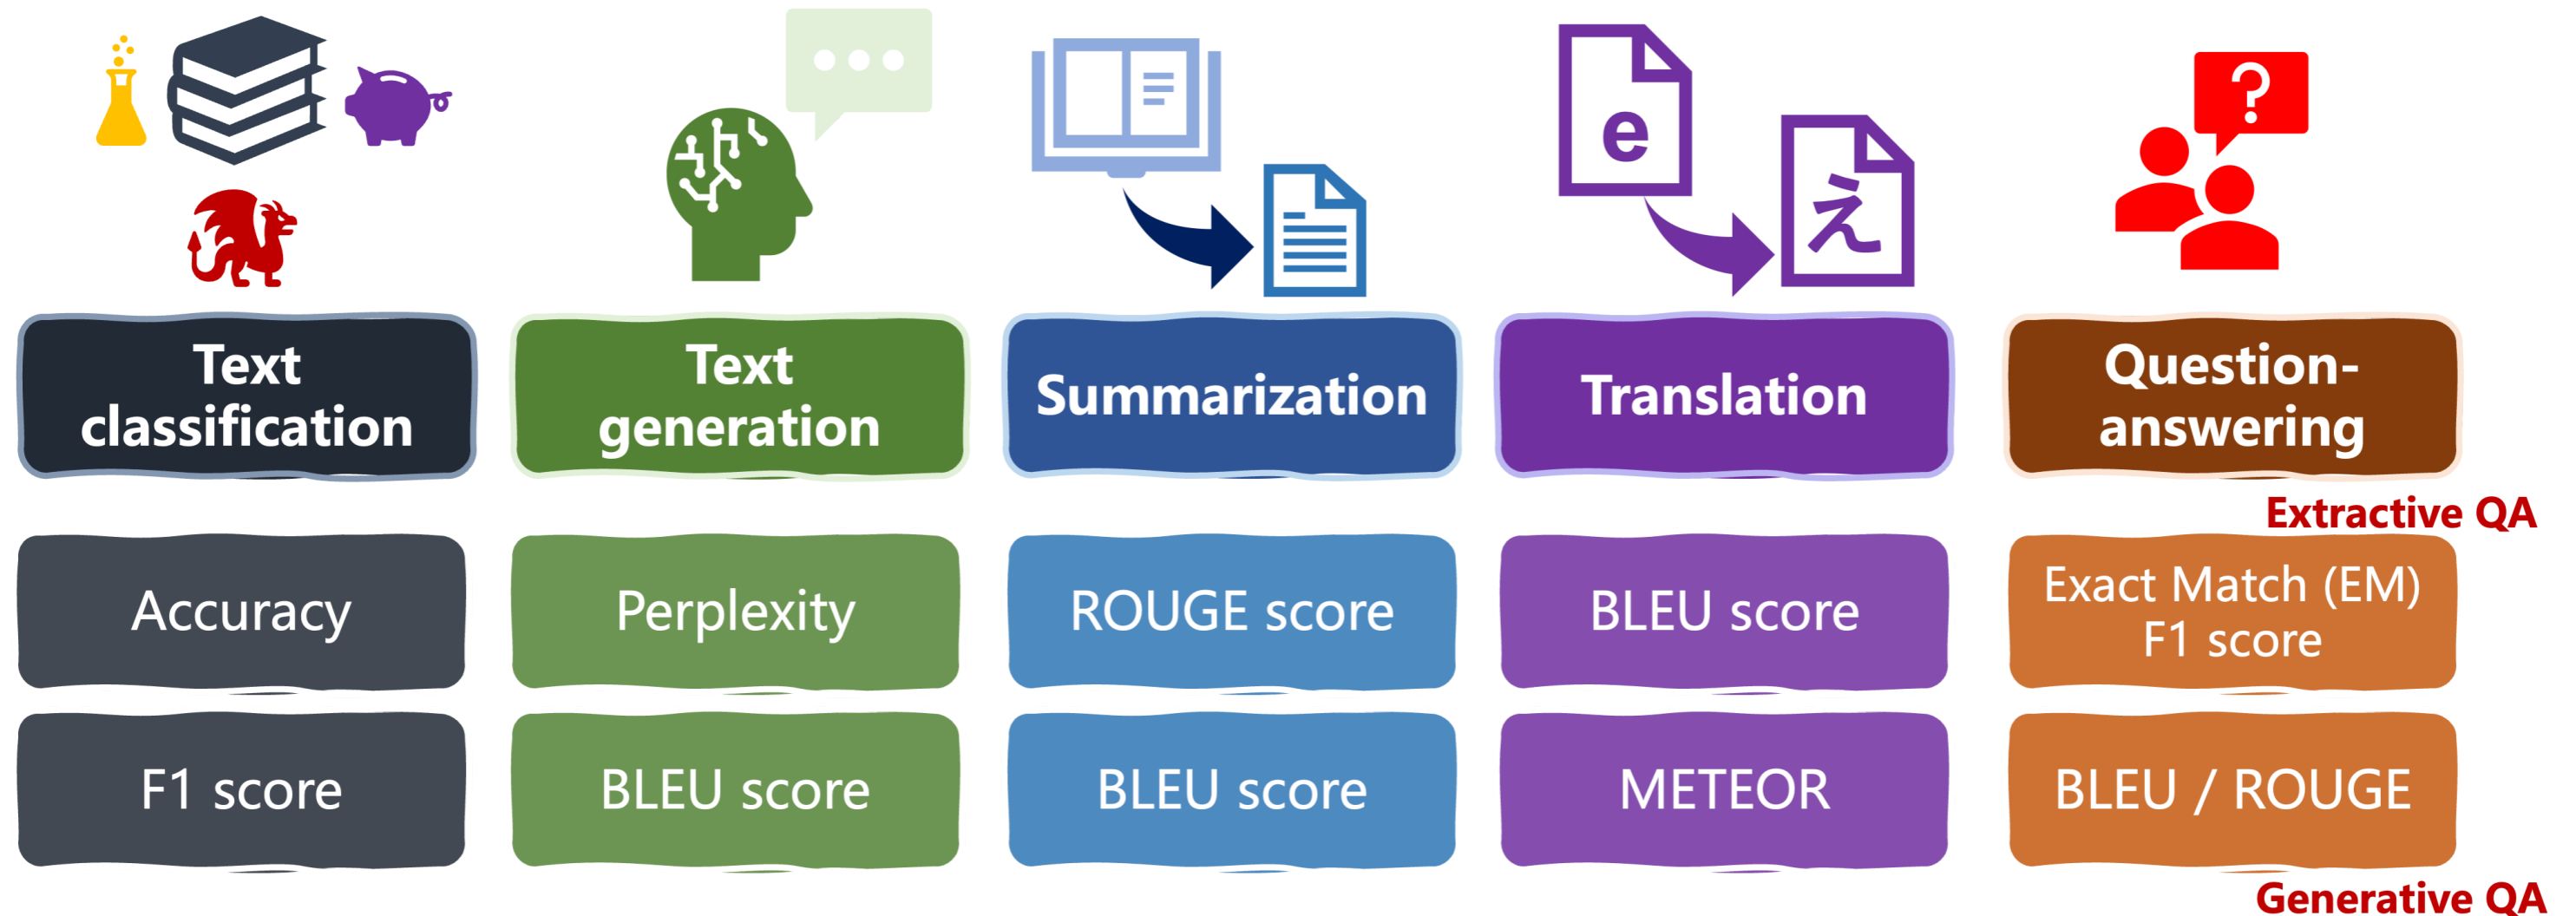 ?
e
え
Text
classification
Text
generation
Summarization
Translation
Question-
answering
Extractive QA
Accuracy
Perplexity
ROUGE score
BLEU score
Exact Match (EM)
F1 score
F1 score
BLEU score
BLEU score
METEOR
BLEU / ROUGE
Generative QA